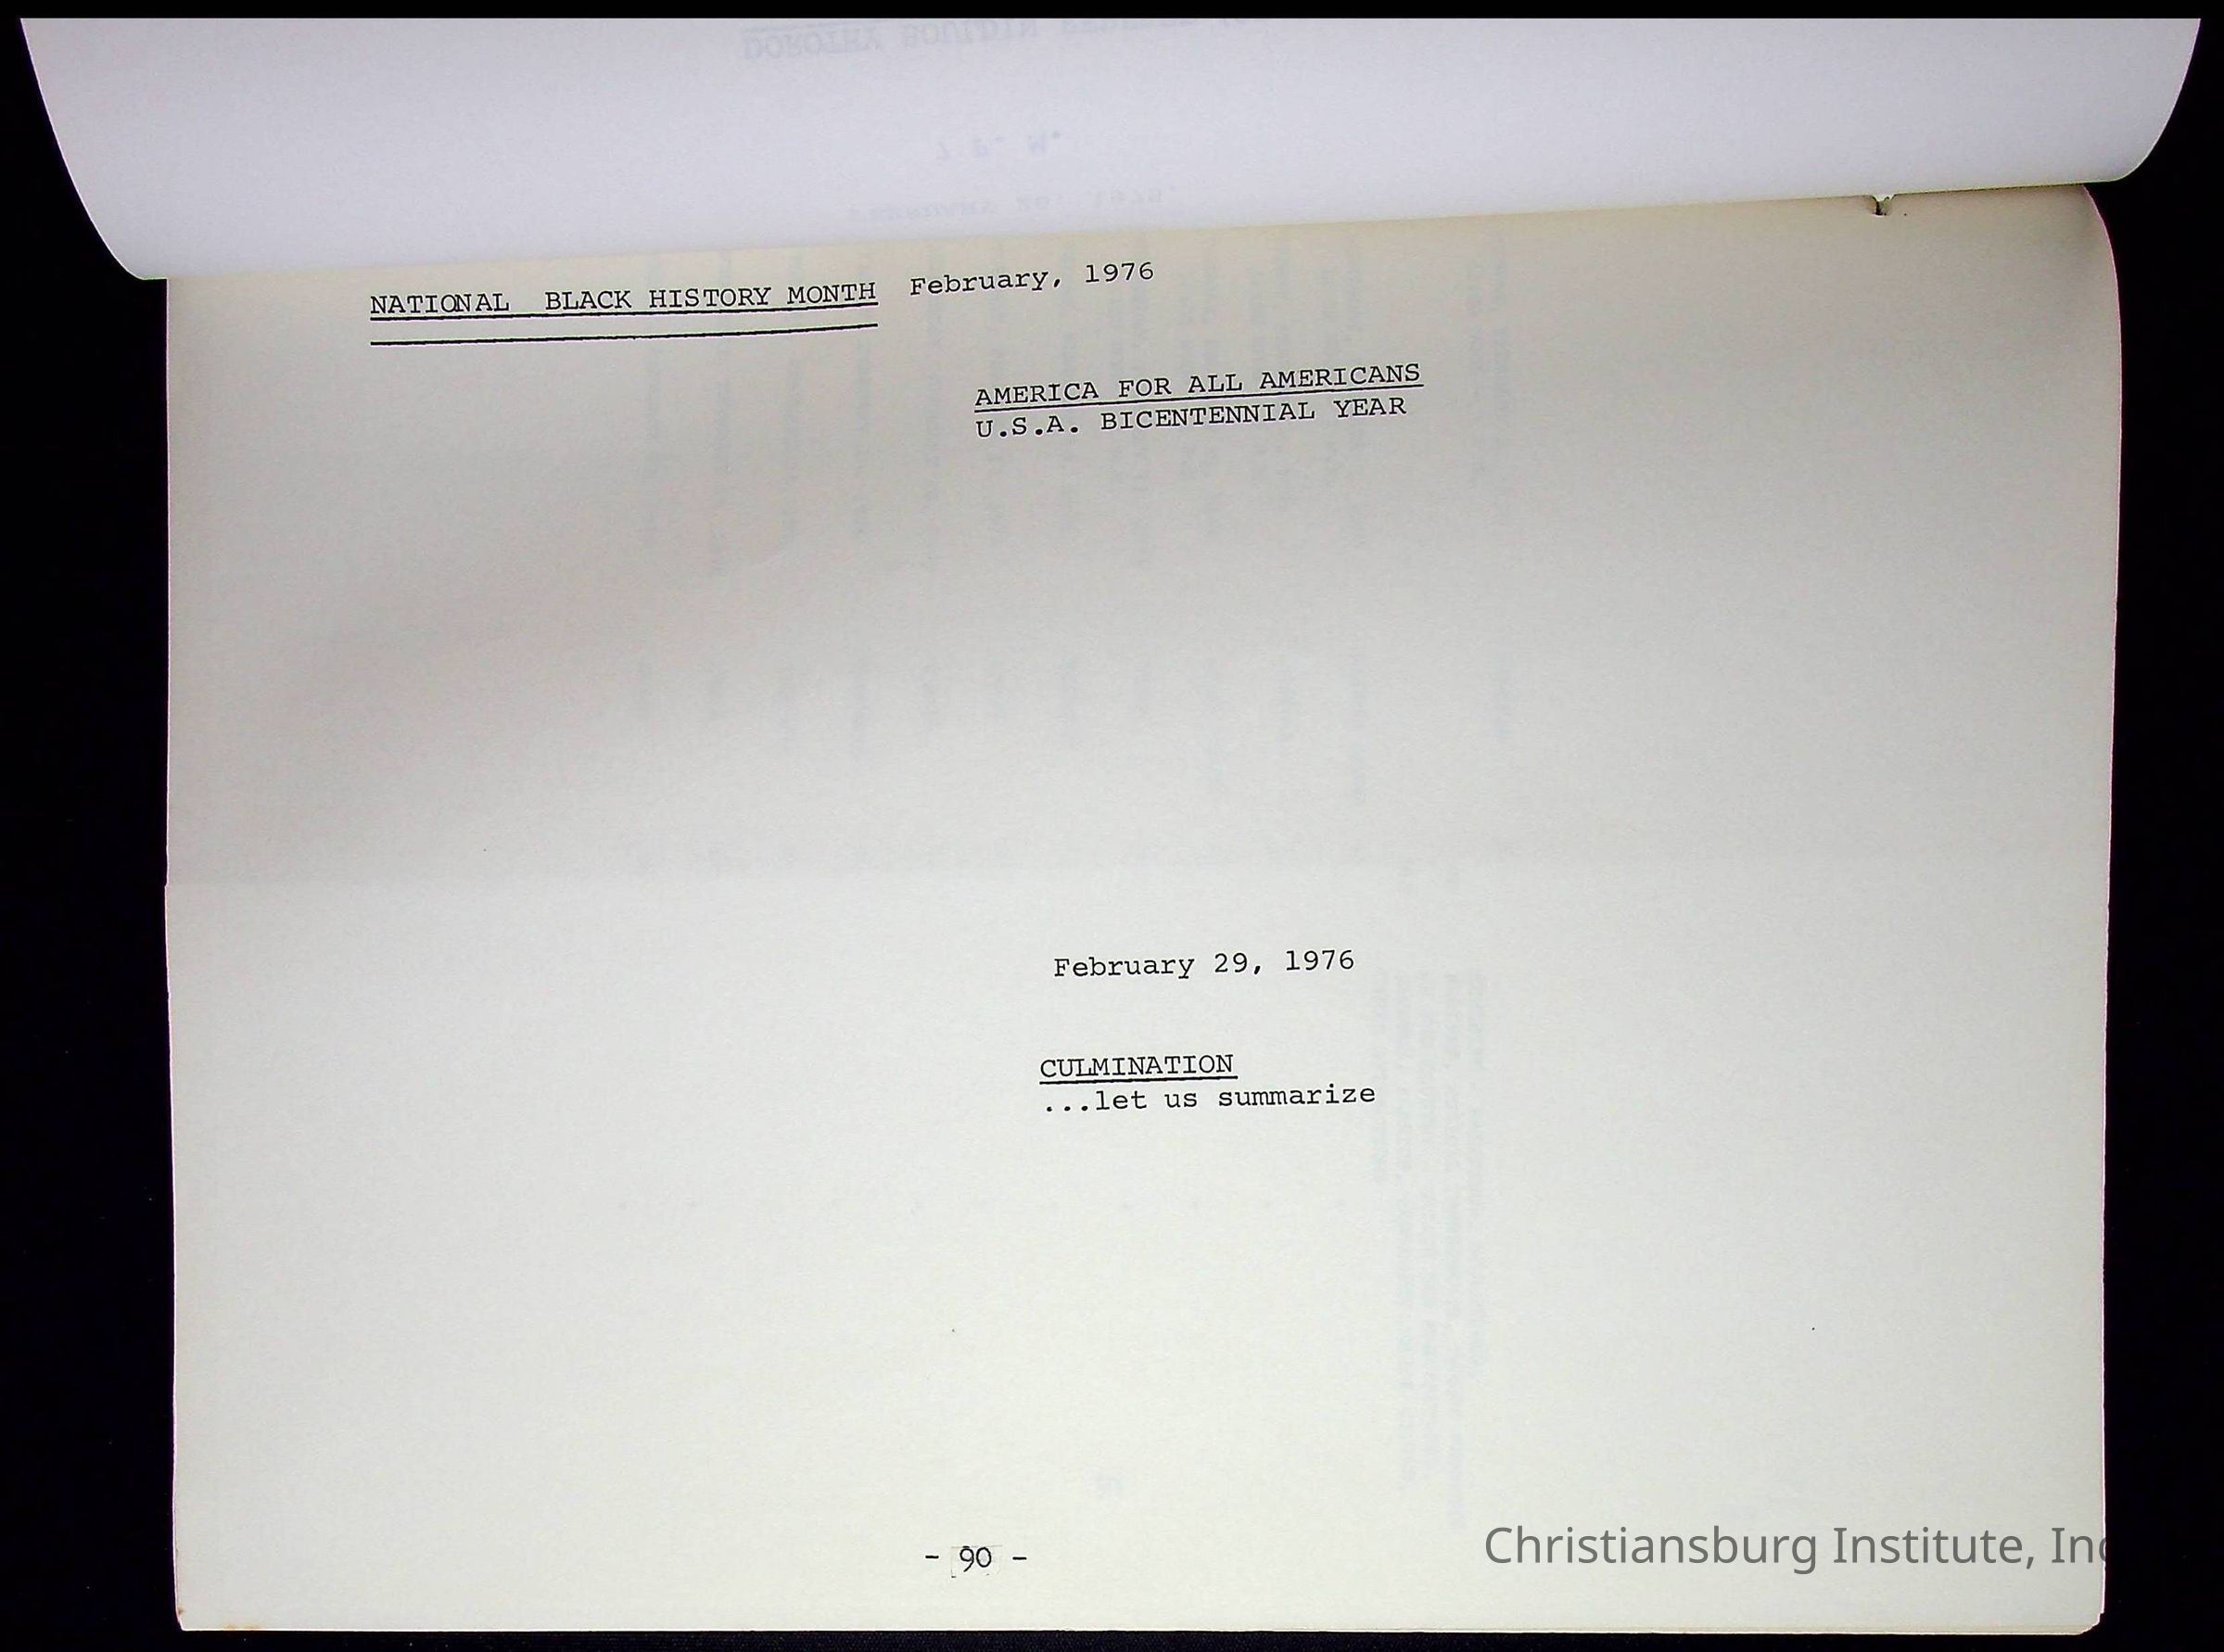 NATIONAL BLACK HISTORY MONTH February, 1976
AMERICA FOR ALL AMERICANS
U.S.A. BICENTENNIAL YEAR
February 29, 1976
CULMINATION
...let us summarize
- 90 -
Christiansburg Institute, Inc